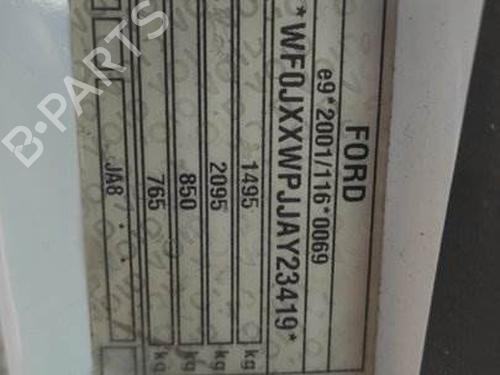 FORD
e9*2001/116*0069
*WF0JXXWPJJAY23419*
1495 kg
2095 kg
850 kg
765 kg
JA8
B-PARTS